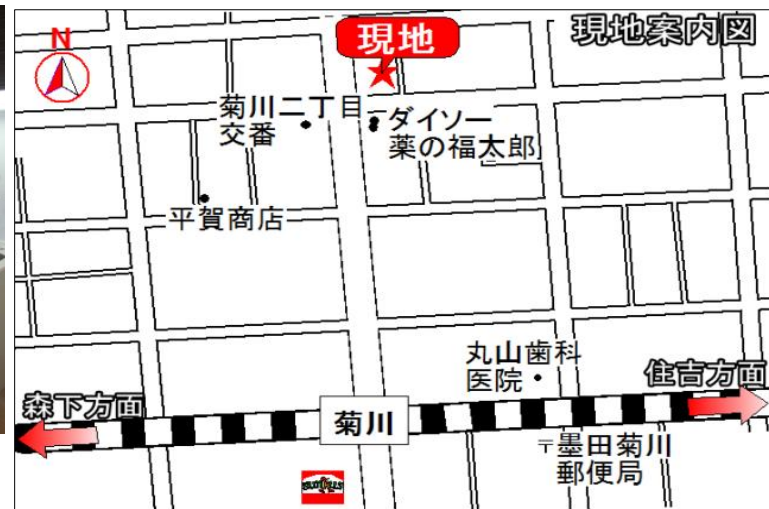 N
現地
現地案内図
菊川二丁目
交番
ダイソー
薬の福太郎
平賀商店
丸山歯科
医院
森下方面
住吉方面
菊川
〒墨田菊川
郵便局